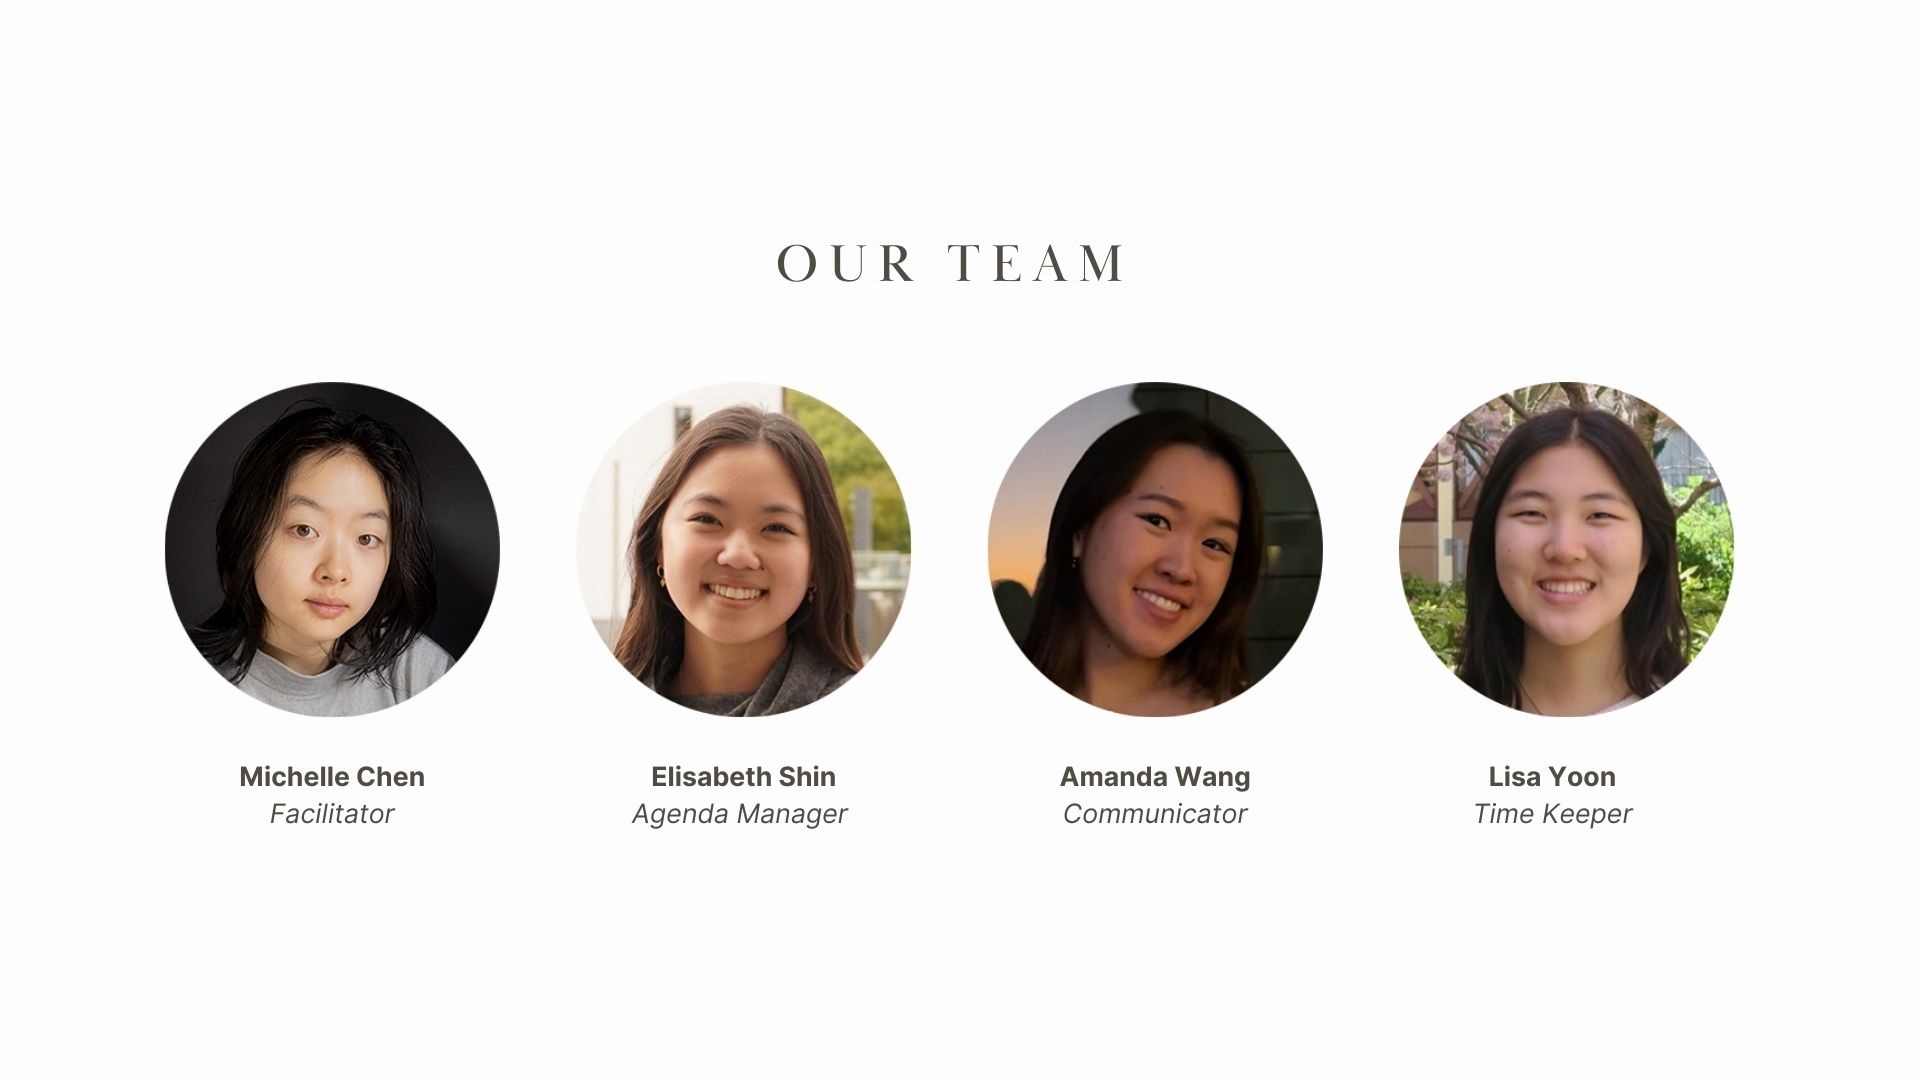 OUR TEAM
Michelle Chen
Facilitator
Elisabeth Shin
Agenda Manager
Amanda Wang
Communicator
Lisa Yoon
Time Keeper